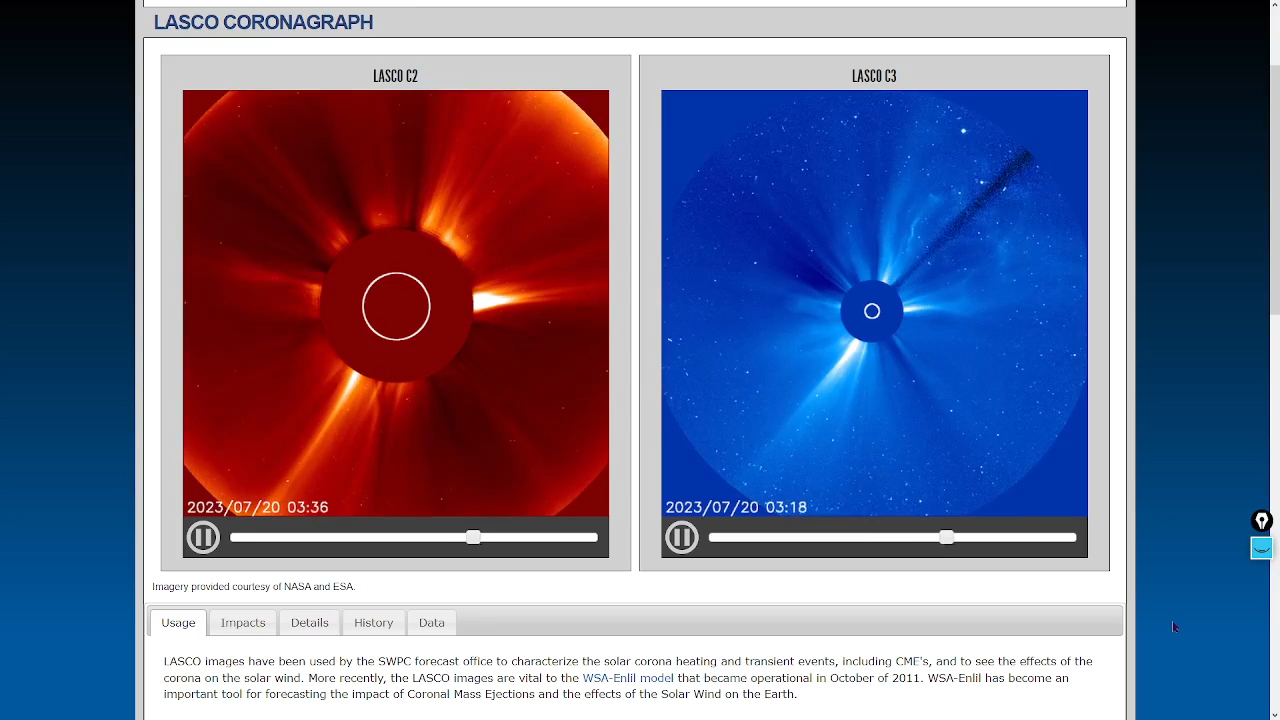 LASCO CORONAGRAPH
LASCO C2
LASCO C3
2023/07/20 03:36
2023/07/20 03:18
Imagery provided courtesy of NASA and ESA.
Usage
Impacts
Details
History
Data
LASCO images have been used by the SWPC forecast office to characterize the solar corona heating and transient events, including CME's, and to see the effects of the
corona on the solar wind. More recently, the LASCO images are vital to the WSA-Enlil model that became operational in October of 2011. WSA-Enlil has become an
important tool for forecasting the impact of Coronal Mass Ejections and the effects of the Solar Wind on the Earth.